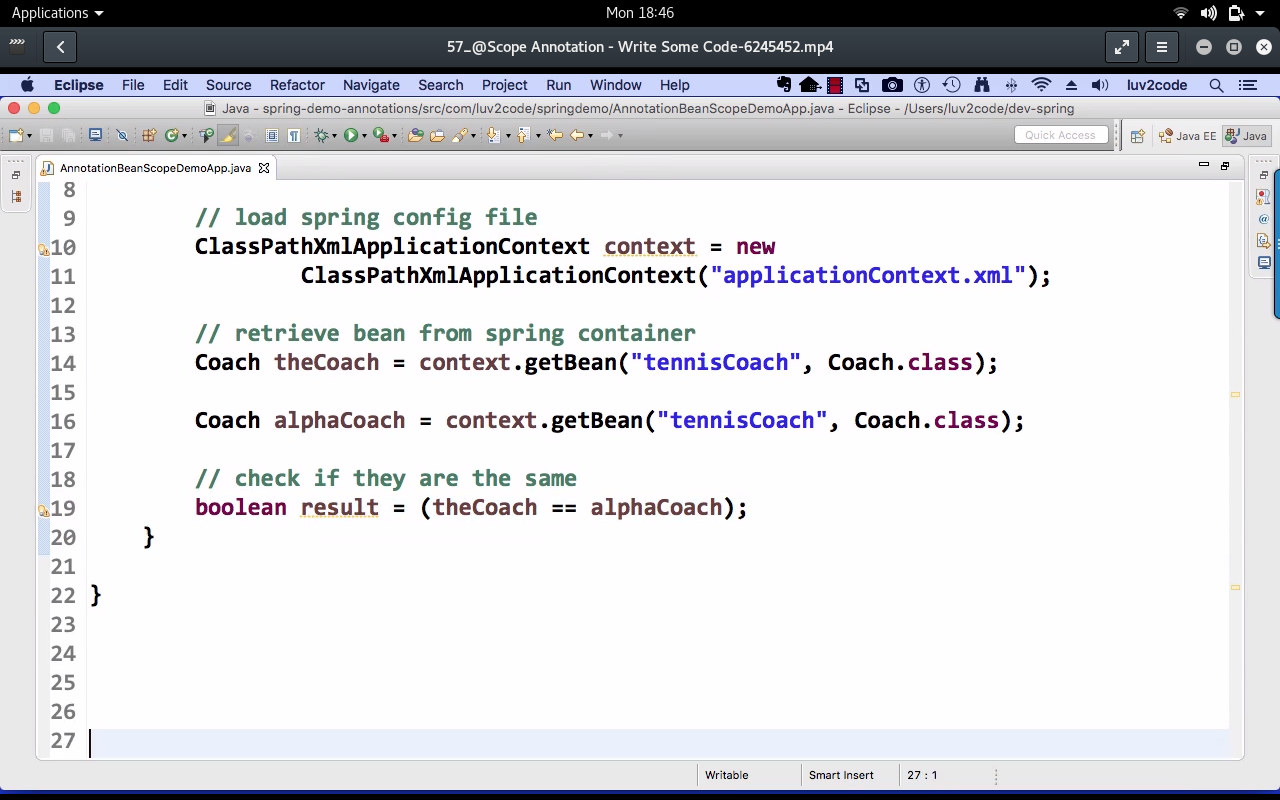 Applications
Mon 18:46
57_@Scope Annotation - Write Some Code-6245452.mp4
Eclipse File Edit Source Refactor Navigate Search Project Run Window Help luv2code
Java - spring-demo-annotations/src/com/luv2code/springdemo/AnnotationBeanScopeDemoApp.java - Eclipse - /Users/luv2code/dev-spring
Quick Access Java EE Java
AnnotationBeanScopeDemoApp.java
8
9 // load spring config file
10 ClassPathXmlApplicationContext context = new
11 ClassPathXmlApplicationContext("applicationContext.xml");
12
13 // retrieve bean from spring container
14 Coach theCoach = context.getBean("tennisCoach", Coach.class);
15
16 Coach alphaCoach = context.getBean("tennisCoach", Coach.class);
17
18 // check if they are the same
19 boolean result = (theCoach == alphaCoach);
20 }
21
22 }
23
24
25
26
27
Writable Smart Insert 27 : 1